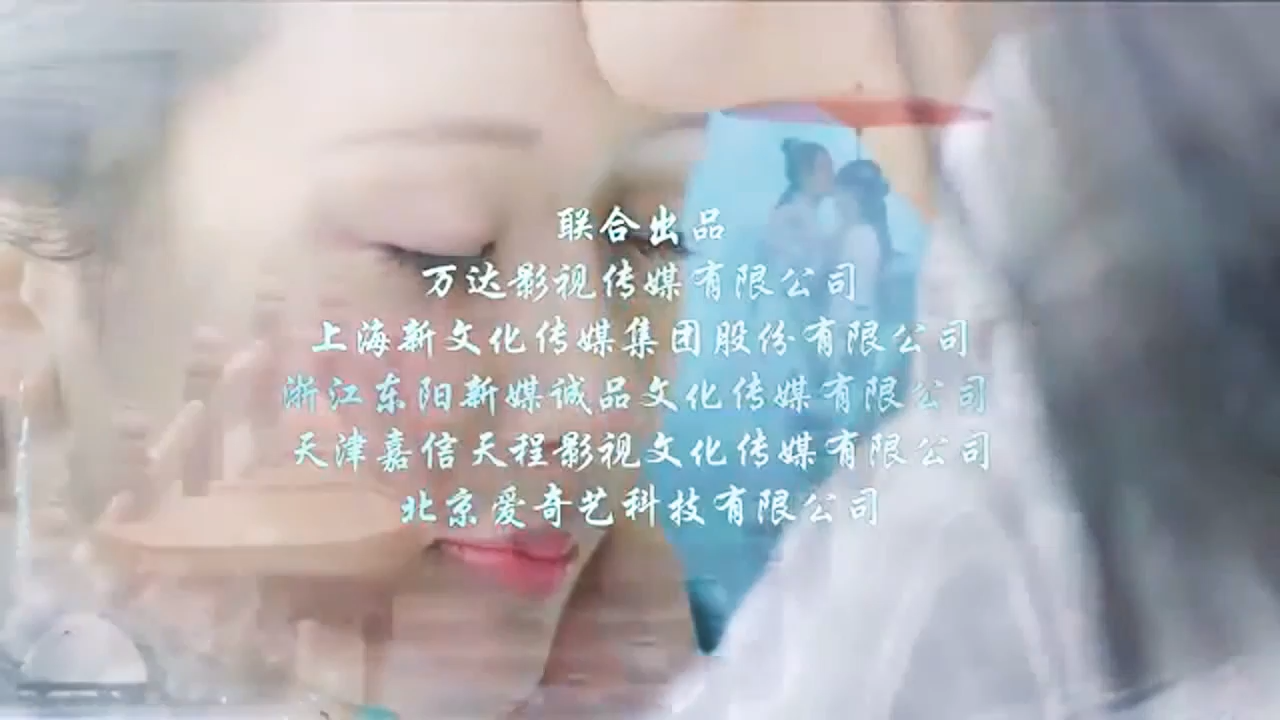 联合出品
万达影视传媒有限公司
上海新文化传媒集团股份有限公司
浙江东阳新媒诚品文化传媒有限公司
天津嘉信天程影视文化传媒有限公司
北京爱奇艺科技有限公司